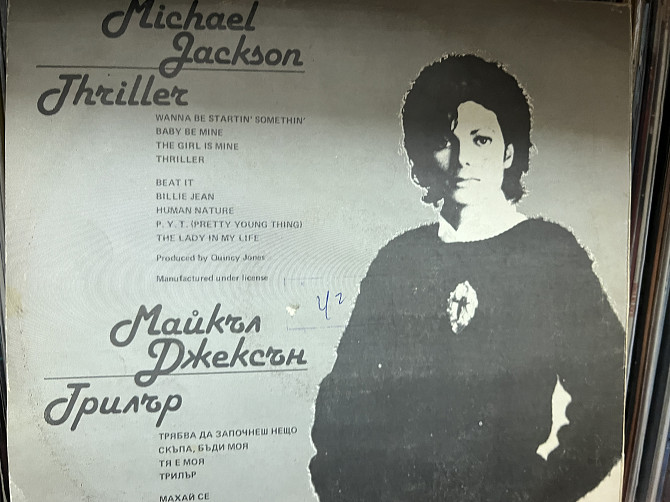 Michael
Jackson
Thriller
WANNA BE STARTIN' SOMETHIN'
BABY BE MINE
THE GIRL IS MINE
THRILLER
BEAT IT
BILLIE JEAN
HUMAN NATURE
P. Y. T. (PRETTY YOUNG THING)
THE LADY IN MY LIFE
Produced by Quincy Jones
Manufactured under license
42
Майкъл
Джексън
Трилър
ТРЯБВА ДА ЗАПОЧНЕШ НЕЩО
СКЪПА, БЪДИ МОЯ
ТЯ Е МОЯ
ТРИЛЪР
МАХАЙ СЕ